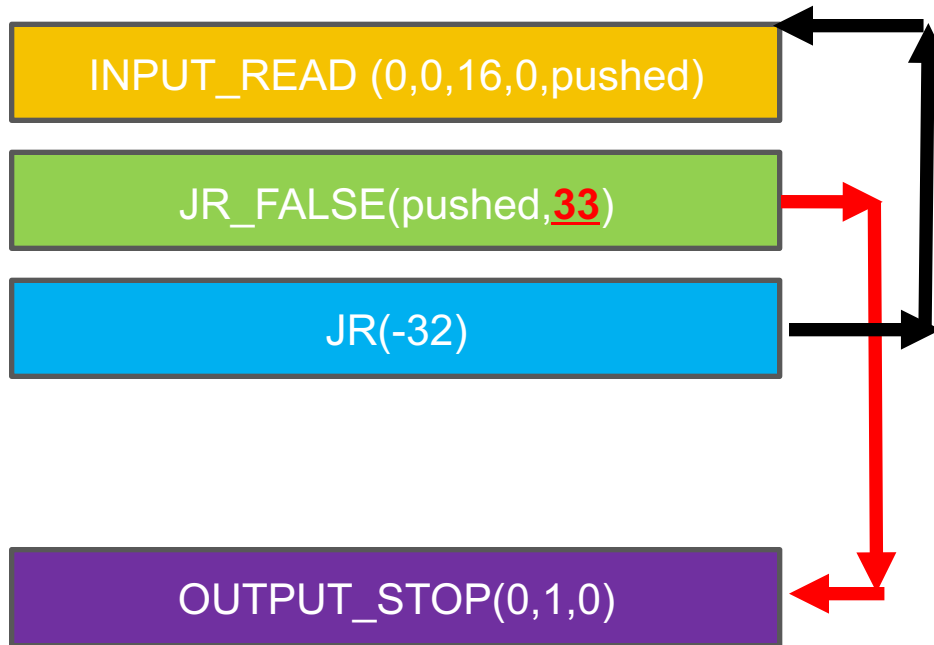 INPUT_READ (0,0,16,0,pushed)
JR_FALSE(pushed,33)
JR(-32)
OUTPUT_STOP(0,1,0)